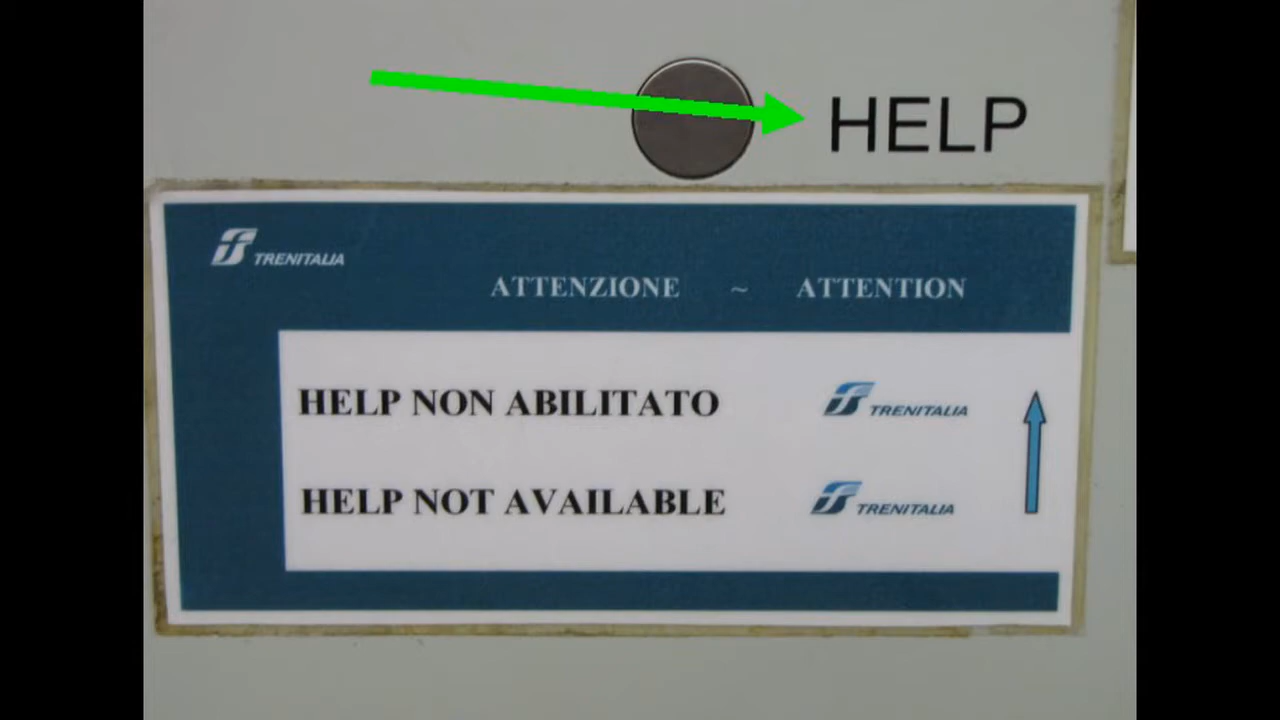 HELP
TRENITALIA
ATTENZIONE ~ ATTENTION
HELP NON ABILITATO TRENITALIA
HELP NOT AVAILABLE TRENITALIA